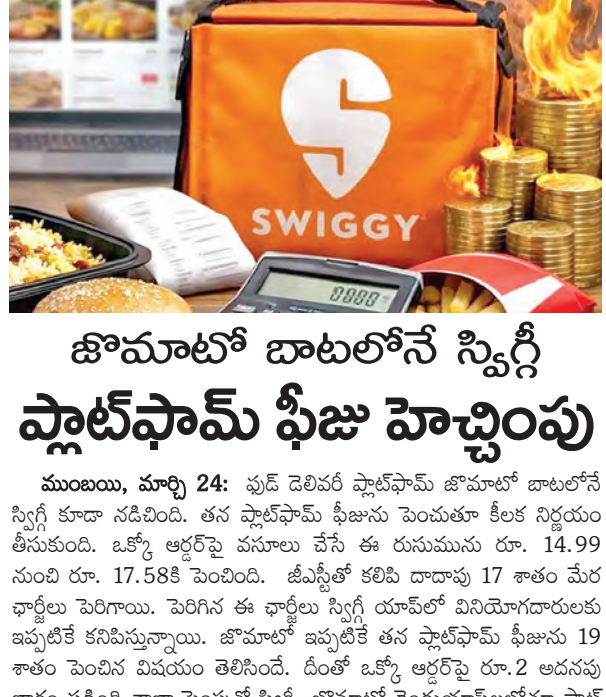 SWIGGY
0000
జొమాటో బాటలోనే స్విగ్గీ
ప్లాట్‌ఫామ్ ఫీజు హెచ్చింపు
ముంబయి, మార్చి 24: ఫుడ్ డెలివరీ ప్లాట్‌ఫామ్ జొమాటో బాటలోనే
స్విగ్గీ కూడా నడిచింది. తన ప్లాట్‌ఫామ్ ఫీజును పెంచుతూ కీలక నిర్ణయం
తీసుకుంది. ఒక్కో ఆర్డర్‌పై వసూలు చేసే ఈ రుసుమును రూ. 14.99
నుంచి రూ. 17.58కి పెంచింది. జీఎస్టీతో కలిపి దాదాపు 17 శాతం మేర
ఛార్జీలు పెరిగాయి. పెరిగిన ఈ ఛార్జీలు స్విగ్గీ యాప్‌లో వినియోగదారులకు
ఇప్పటికే కనిపిస్తున్నాయి. జొమాటో ఇప్పటికే తన ప్లాట్‌ఫామ్ ఫీజును 19
శాతం పెంచిన విషయం తెలిసిందే. దీంతో ఒక్కో ఆర్డర్‌పై రూ.2 అదనపు